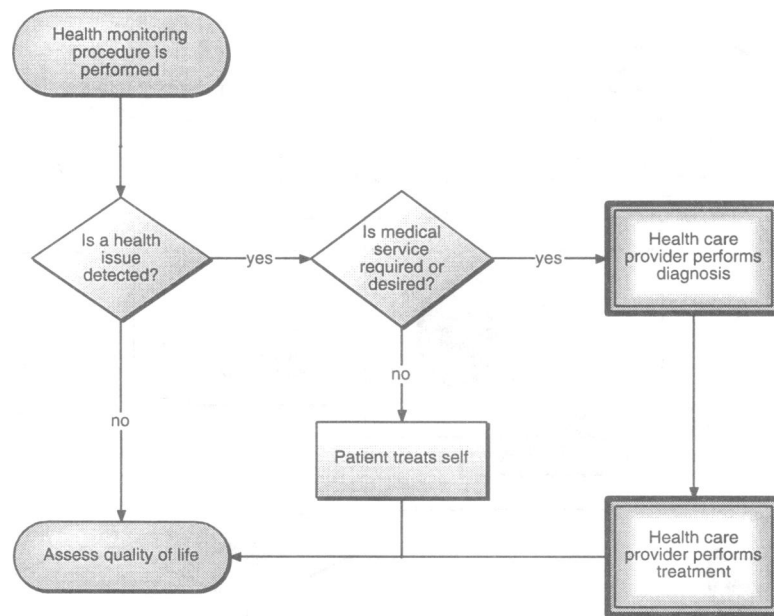 Health monitoring
procedure is
performed
Is a health
issue
detected?
yes
Is medical
service
required or
desired?
yes
Health care
provider performs
diagnosis
no
no
Patient treats self
Assess quality of life
Health care
provider performs
treatment